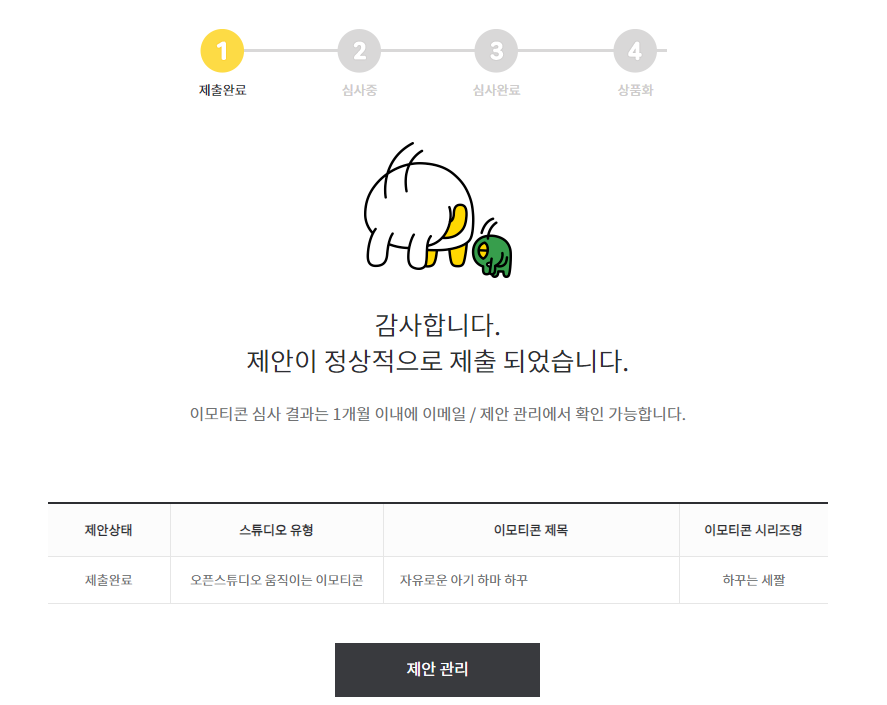 1 2 3 4
제출완료 심사중 심사완료 상품화
감사합니다.
제안이 정상적으로 제출 되었습니다.
이모티콘 심사 결과는 1개월 이내에 이메일 / 제안 관리에서 확인 가능합니다.
제안상태 스튜디오 유형 이모티콘 제목 이모티콘 시리즈명
제출완료 오픈스튜디오 움직이는 이모티콘 자유로운 아기 하마 하꾸 하꾸는 세짤
제안 관리